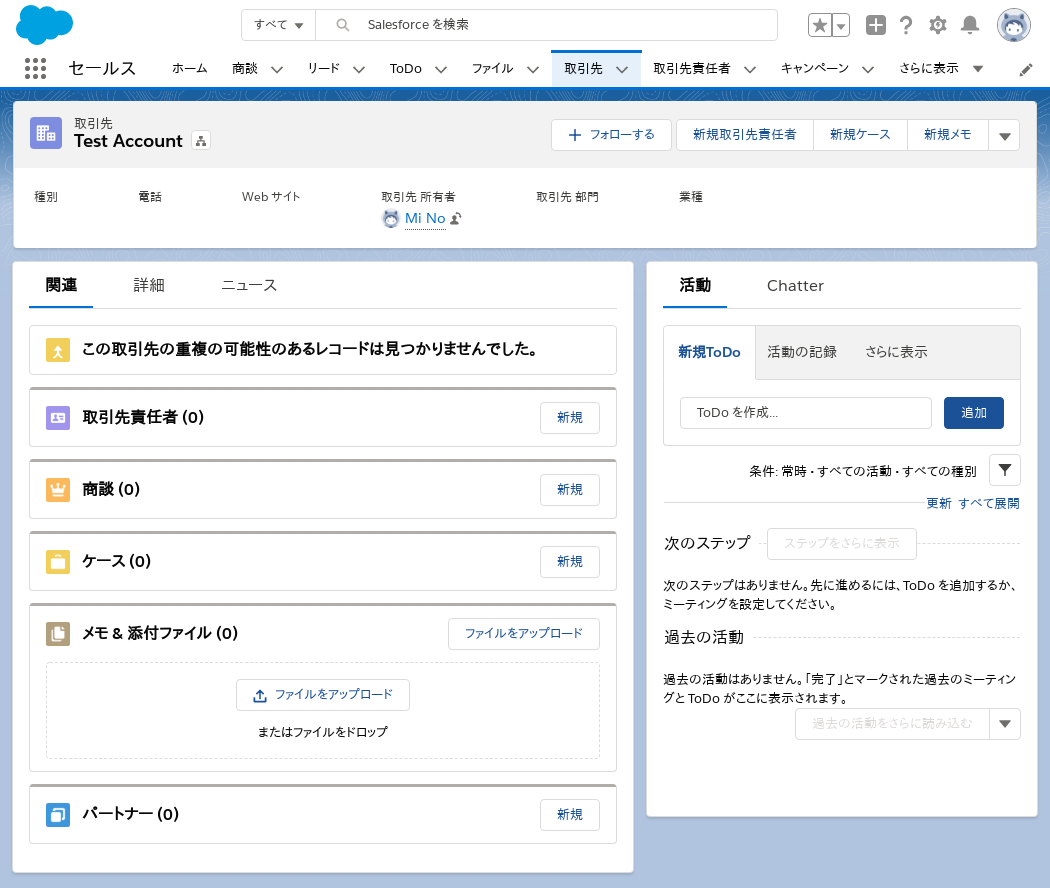 すべて Salesforce を検索
セールス ホーム 商談 リード ToDo ファイル 取引先 取引先責任者 キャンペーン さらに表示
取引先
Test Account
フォローする 新規取引先責任者 新規ケース 新規メモ
種別 電話 Web サイト 取引先 所有者 取引先 部門 業種
Mi No
関連 詳細 ニュース
この取引先の重複の可能性のあるレコードは見つかりませんでした。
取引先責任者 (0) 新規
商談 (0) 新規
ケース (0) 新規
メモ & 添付ファイル (0) ファイルをアップロード
ファイルをアップロード
またはファイルをドロップ
パートナー (0) 新規
活動 Chatter
新規ToDo 活動の記録 さらに表示
ToDo を作成... 追加
条件: 常時 • すべての活動 • すべての種別
更新 すべて展開
次のステップ ステップをさらに表示
次のステップはありません。先に進めるには、ToDo を追加するか、
ミーティングを設定してください。
過去の活動
過去の活動はありません。「完了」とマークされた過去のミーティン
グと ToDo がここに表示されます。
過去の活動をさらに読み込む